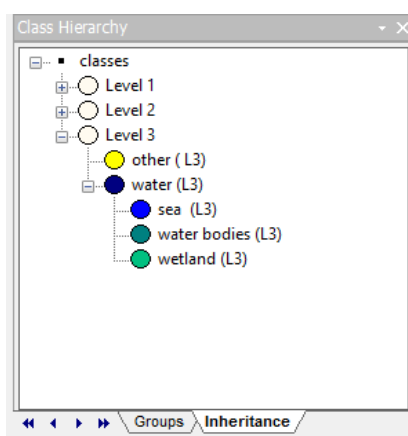 Class Hierarchy
classes
Level 1
Level 2
Level 3
other ( L3)
water (L3)
sea (L3)
water bodies (L3)
wetland (L3)
Groups Inheritance